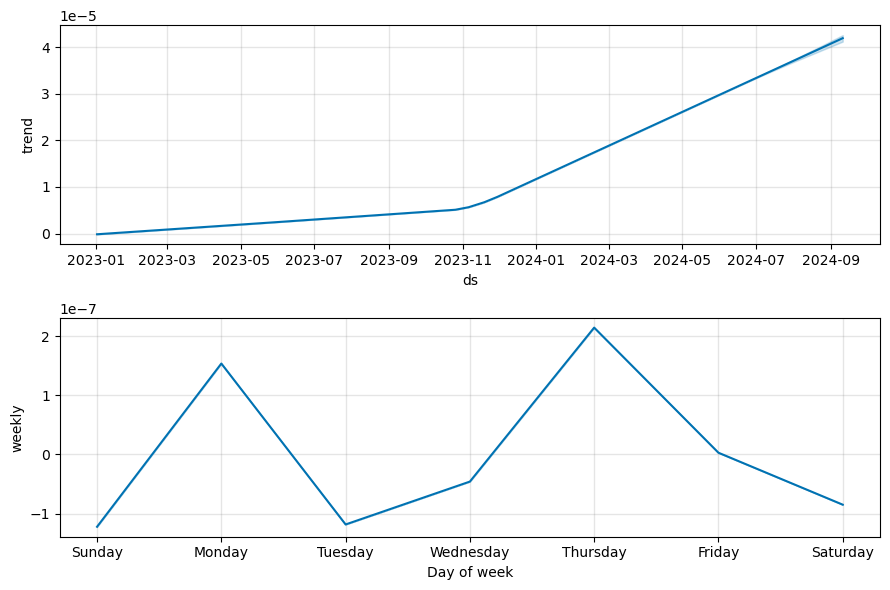 1e−5
4
3
2
1
0
trend
2023-01 2023-03 2023-05 2023-07 2023-09 2023-11 2024-01 2024-03 2024-05 2024-07 2024-09
ds
1e−7
2
1
0
−1
weekly
Sunday Monday Tuesday Wednesday Thursday Friday Saturday
Day of week